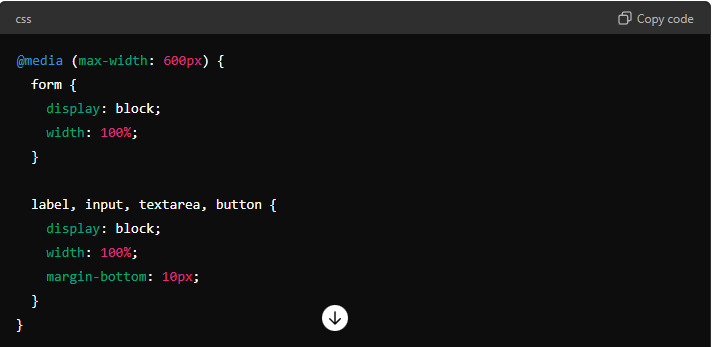 css
Copy code
@media (max-width: 600px) {
  form {
    display: block;
    width: 100%;
  }

  label, input, textarea, button {
    display: block;
    width: 100%;
    margin-bottom: 10px;
  }
}